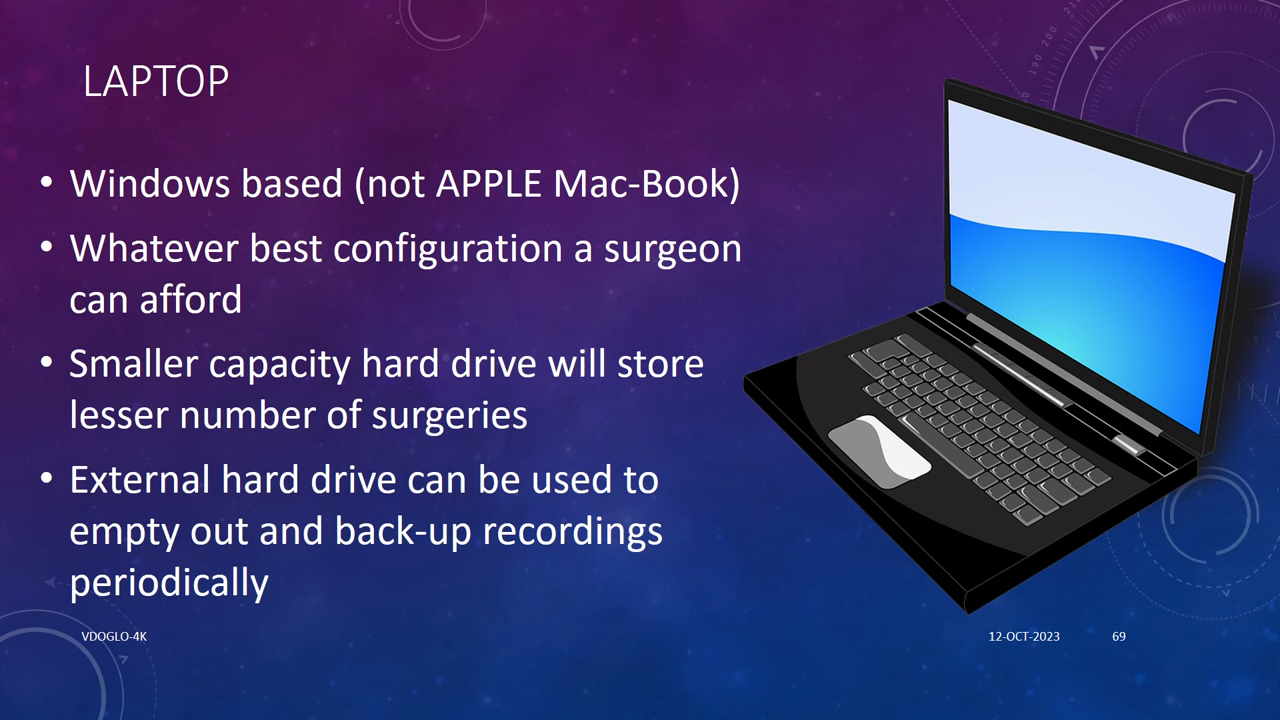 LAPTOP
• Windows based (not APPLE Mac-Book)
• Whatever best configuration a surgeon
can afford
• Smaller capacity hard drive will store
lesser number of surgeries
• External hard drive can be used to
empty out and back-up recordings
periodically
VDOGLO-4K
12-OCT-2023
69
190 200